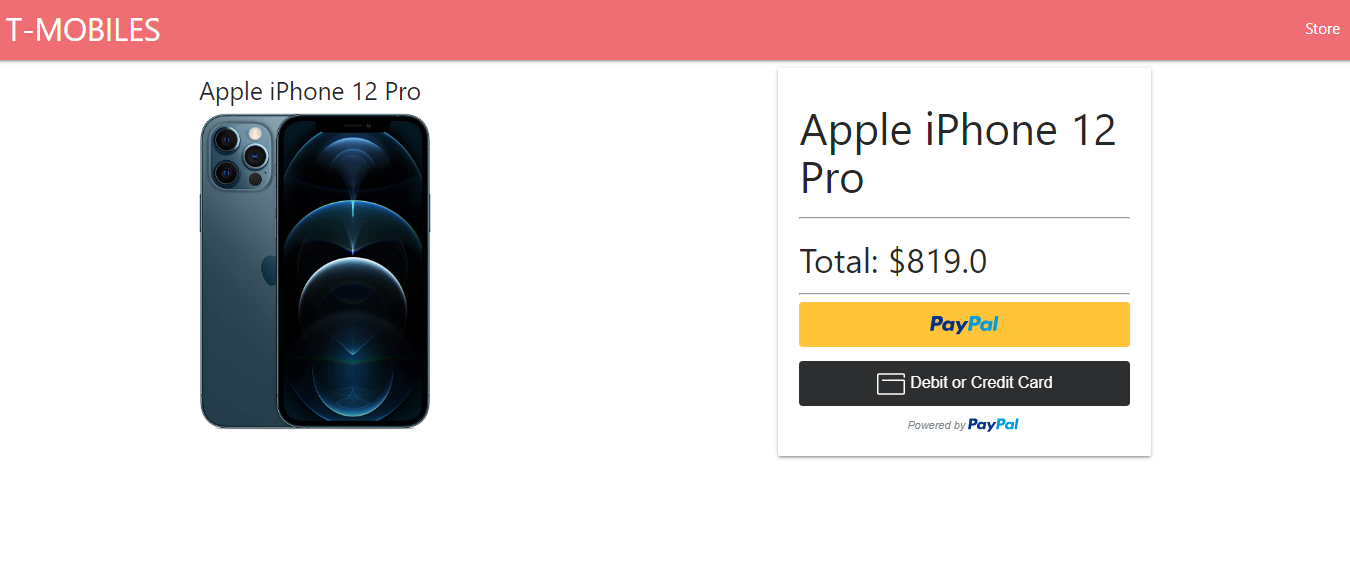 T-MOBILES
Store
Apple iPhone 12 Pro
Apple iPhone 12
Pro
Total: $819.0
PayPal
Debit or Credit Card
Powered by PayPal